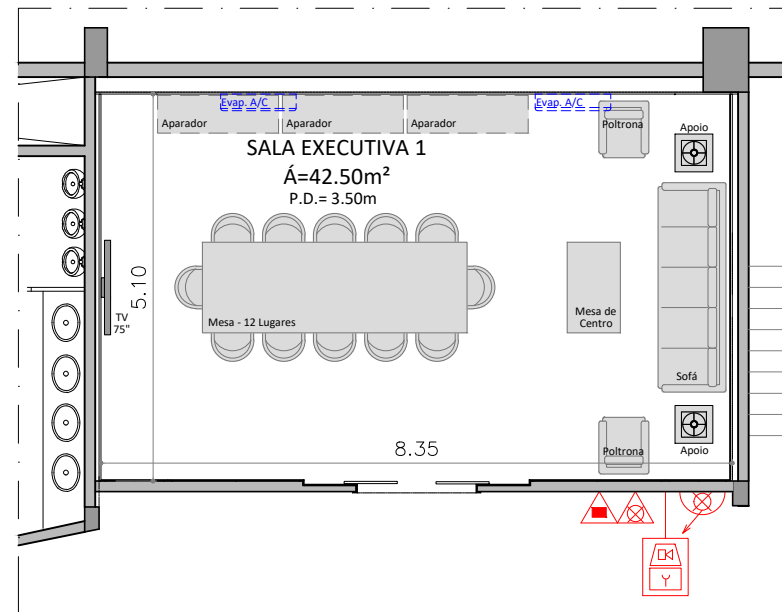 Evap. A/C
Evap. A/C
Aparador
Aparador
Aparador
Poltrona
Apoio
SALA EXECUTIVA 1
Á=42.50m²
P.D.= 3.50m
5.10
TV
75"
Mesa - 12 Lugares
Mesa de
Centro
Sofá
8.35
Poltrona
Apoio